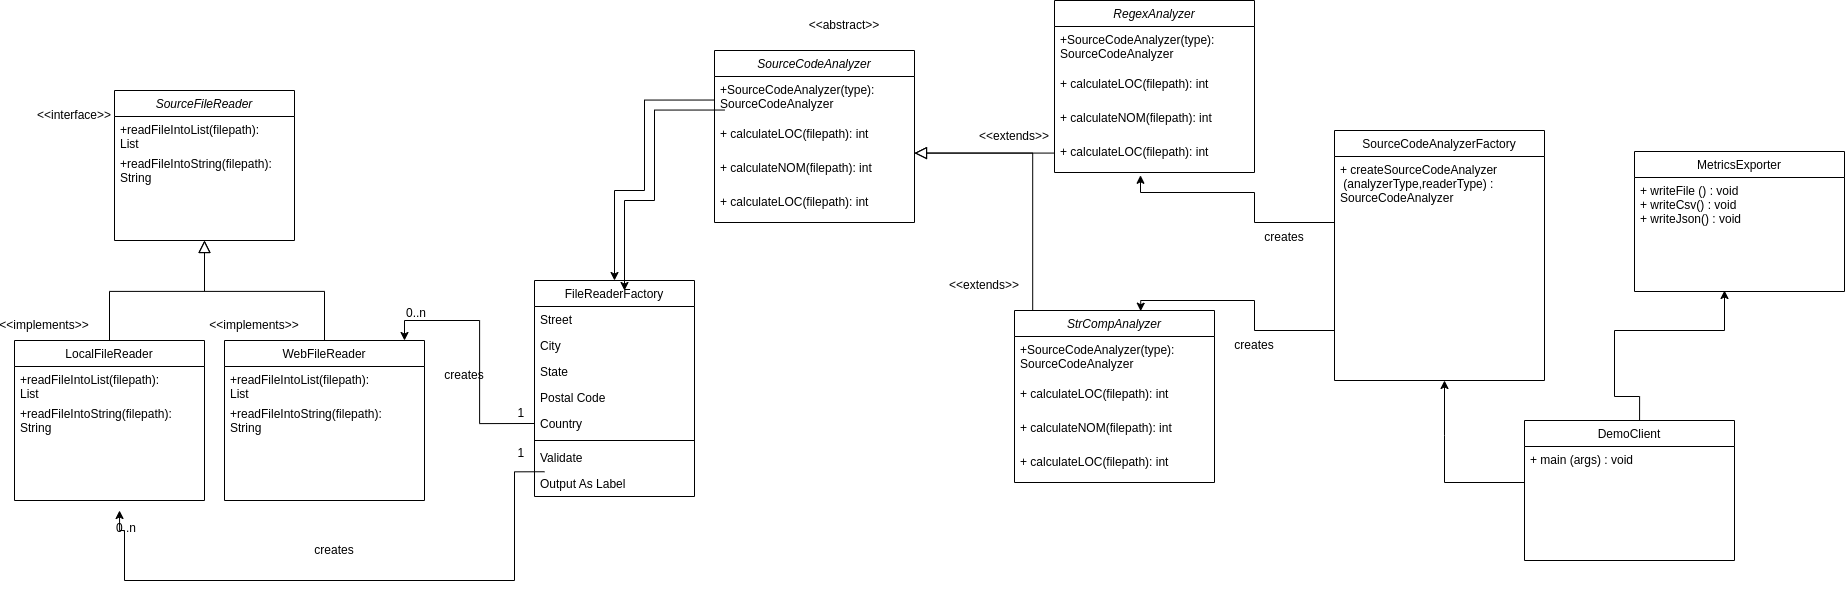 <<interface>>
SourceFileReader
+readFileIntoList(filepath):
List
+readFileIntoString(filepath):
String
<<implements>>
<<implements>>
LocalFileReader
+readFileIntoList(filepath):
List
+readFileIntoString(filepath):
String
WebFileReader
+readFileIntoList(filepath):
List
+readFileIntoString(filepath):
String
0..n
creates
1
1
0..n
creates
FileReaderFactory
Street
City
State
Postal Code
Country
Validate
Output As Label
<<abstract>>
SourceCodeAnalyzer
+SourceCodeAnalyzer(type):
SourceCodeAnalyzer
+ calculateLOC(filepath): int
+ calculateNOM(filepath): int
+ calculateLOC(filepath): int
<<extends>>
<<extends>>
RegexAnalyzer
+SourceCodeAnalyzer(type):
SourceCodeAnalyzer
+ calculateLOC(filepath): int
+ calculateNOM(filepath): int
+ calculateLOC(filepath): int
StrCompAnalyzer
+SourceCodeAnalyzer(type):
SourceCodeAnalyzer
+ calculateLOC(filepath): int
+ calculateNOM(filepath): int
+ calculateLOC(filepath): int
creates
creates
SourceCodeAnalyzerFactory
+ createSourceCodeAnalyzer
(analyzerType,readerType) :
SourceCodeAnalyzer
MetricsExporter
+ writeFile () : void
+ writeCsv() : void
+ writeJson() : void
DemoClient
+ main (args) : void